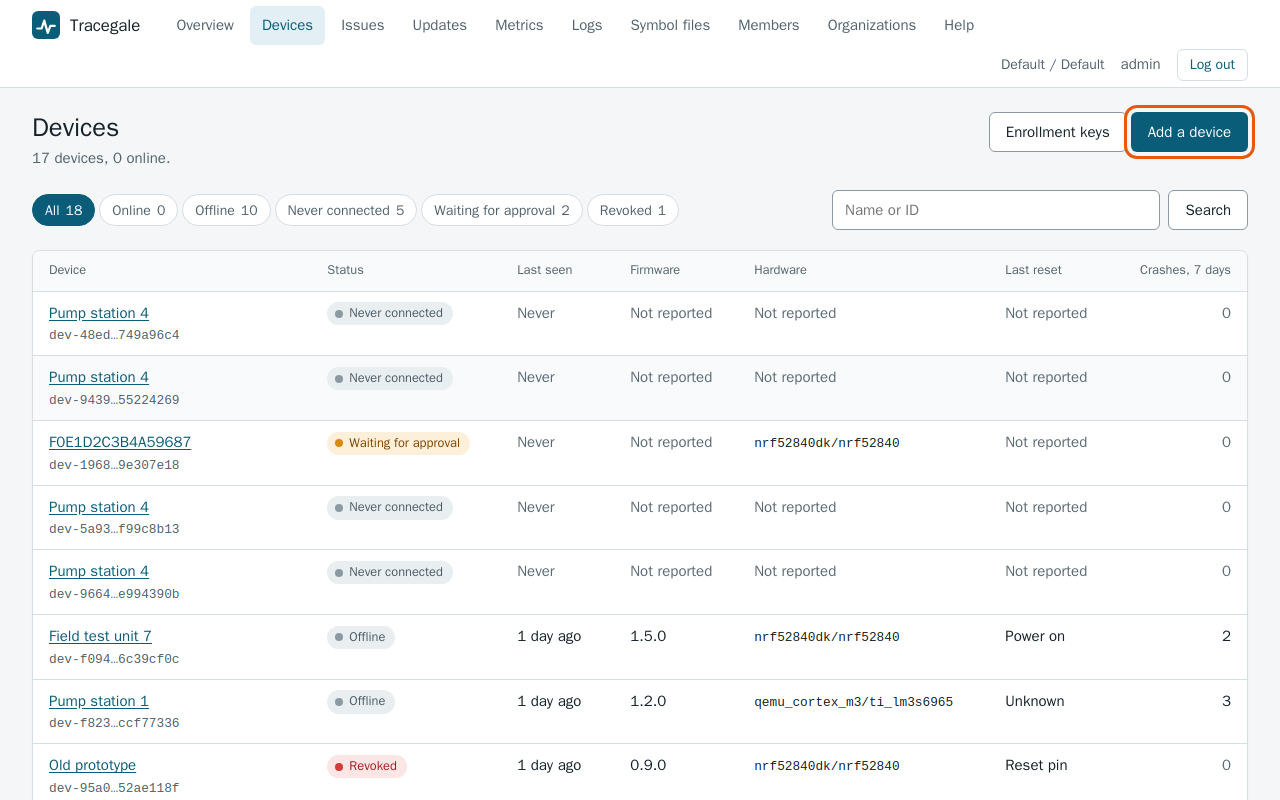 Tracegale
Overview
Devices
Issues
Updates
Metrics
Logs
Symbol files
Members
Organizations
Help
Default / Default
admin
Log out
Devices
17 devices, 0 online.
Enrollment keys
Add a device
All 18
Online 0
Offline 10
Never connected 5
Waiting for approval 2
Revoked 1
Name or ID
Search
Device Status Last seen Firmware Hardware Last reset Crashes, 7 days
Pump station 4 Never connected Never Not reported Not reported Not reported 0
dev-48ed…749a96c4
Pump station 4 Never connected Never Not reported Not reported Not reported 0
dev-9439…55224269
F0E1D2C3B4A59687 Waiting for approval Never Not reported nrf52840dk/nrf52840 Not reported 0
dev-1968…9e307e18
Pump station 4 Never connected Never Not reported Not reported Not reported 0
dev-5a93…f99c8b13
Pump station 4 Never connected Never Not reported Not reported Not reported 0
dev-9664…e994390b
Field test unit 7 Offline 1 day ago 1.5.0 nrf52840dk/nrf52840 Power on 2
dev-f094…6c39cf0c
Pump station 1 Offline 1 day ago 1.2.0 qemu_cortex_m3/ti_lm3s6965 Unknown 3
dev-f823…ccf77336
Old prototype Revoked 1 day ago 0.9.0 nrf52840dk/nrf52840 Reset pin 0
dev-95a0…52ae118f